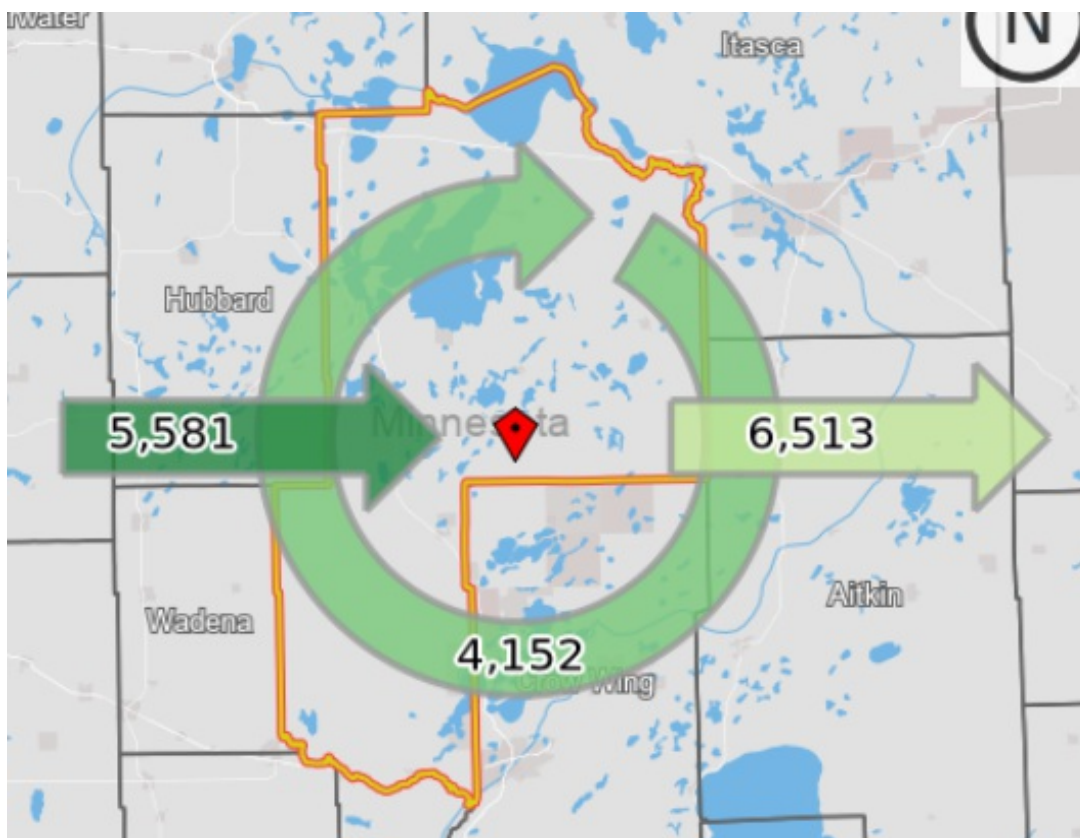 N
Itasca
Hubbard
Minnesota
5,581
6,513
Wadena
Aitkin
4,152
Crow Wing